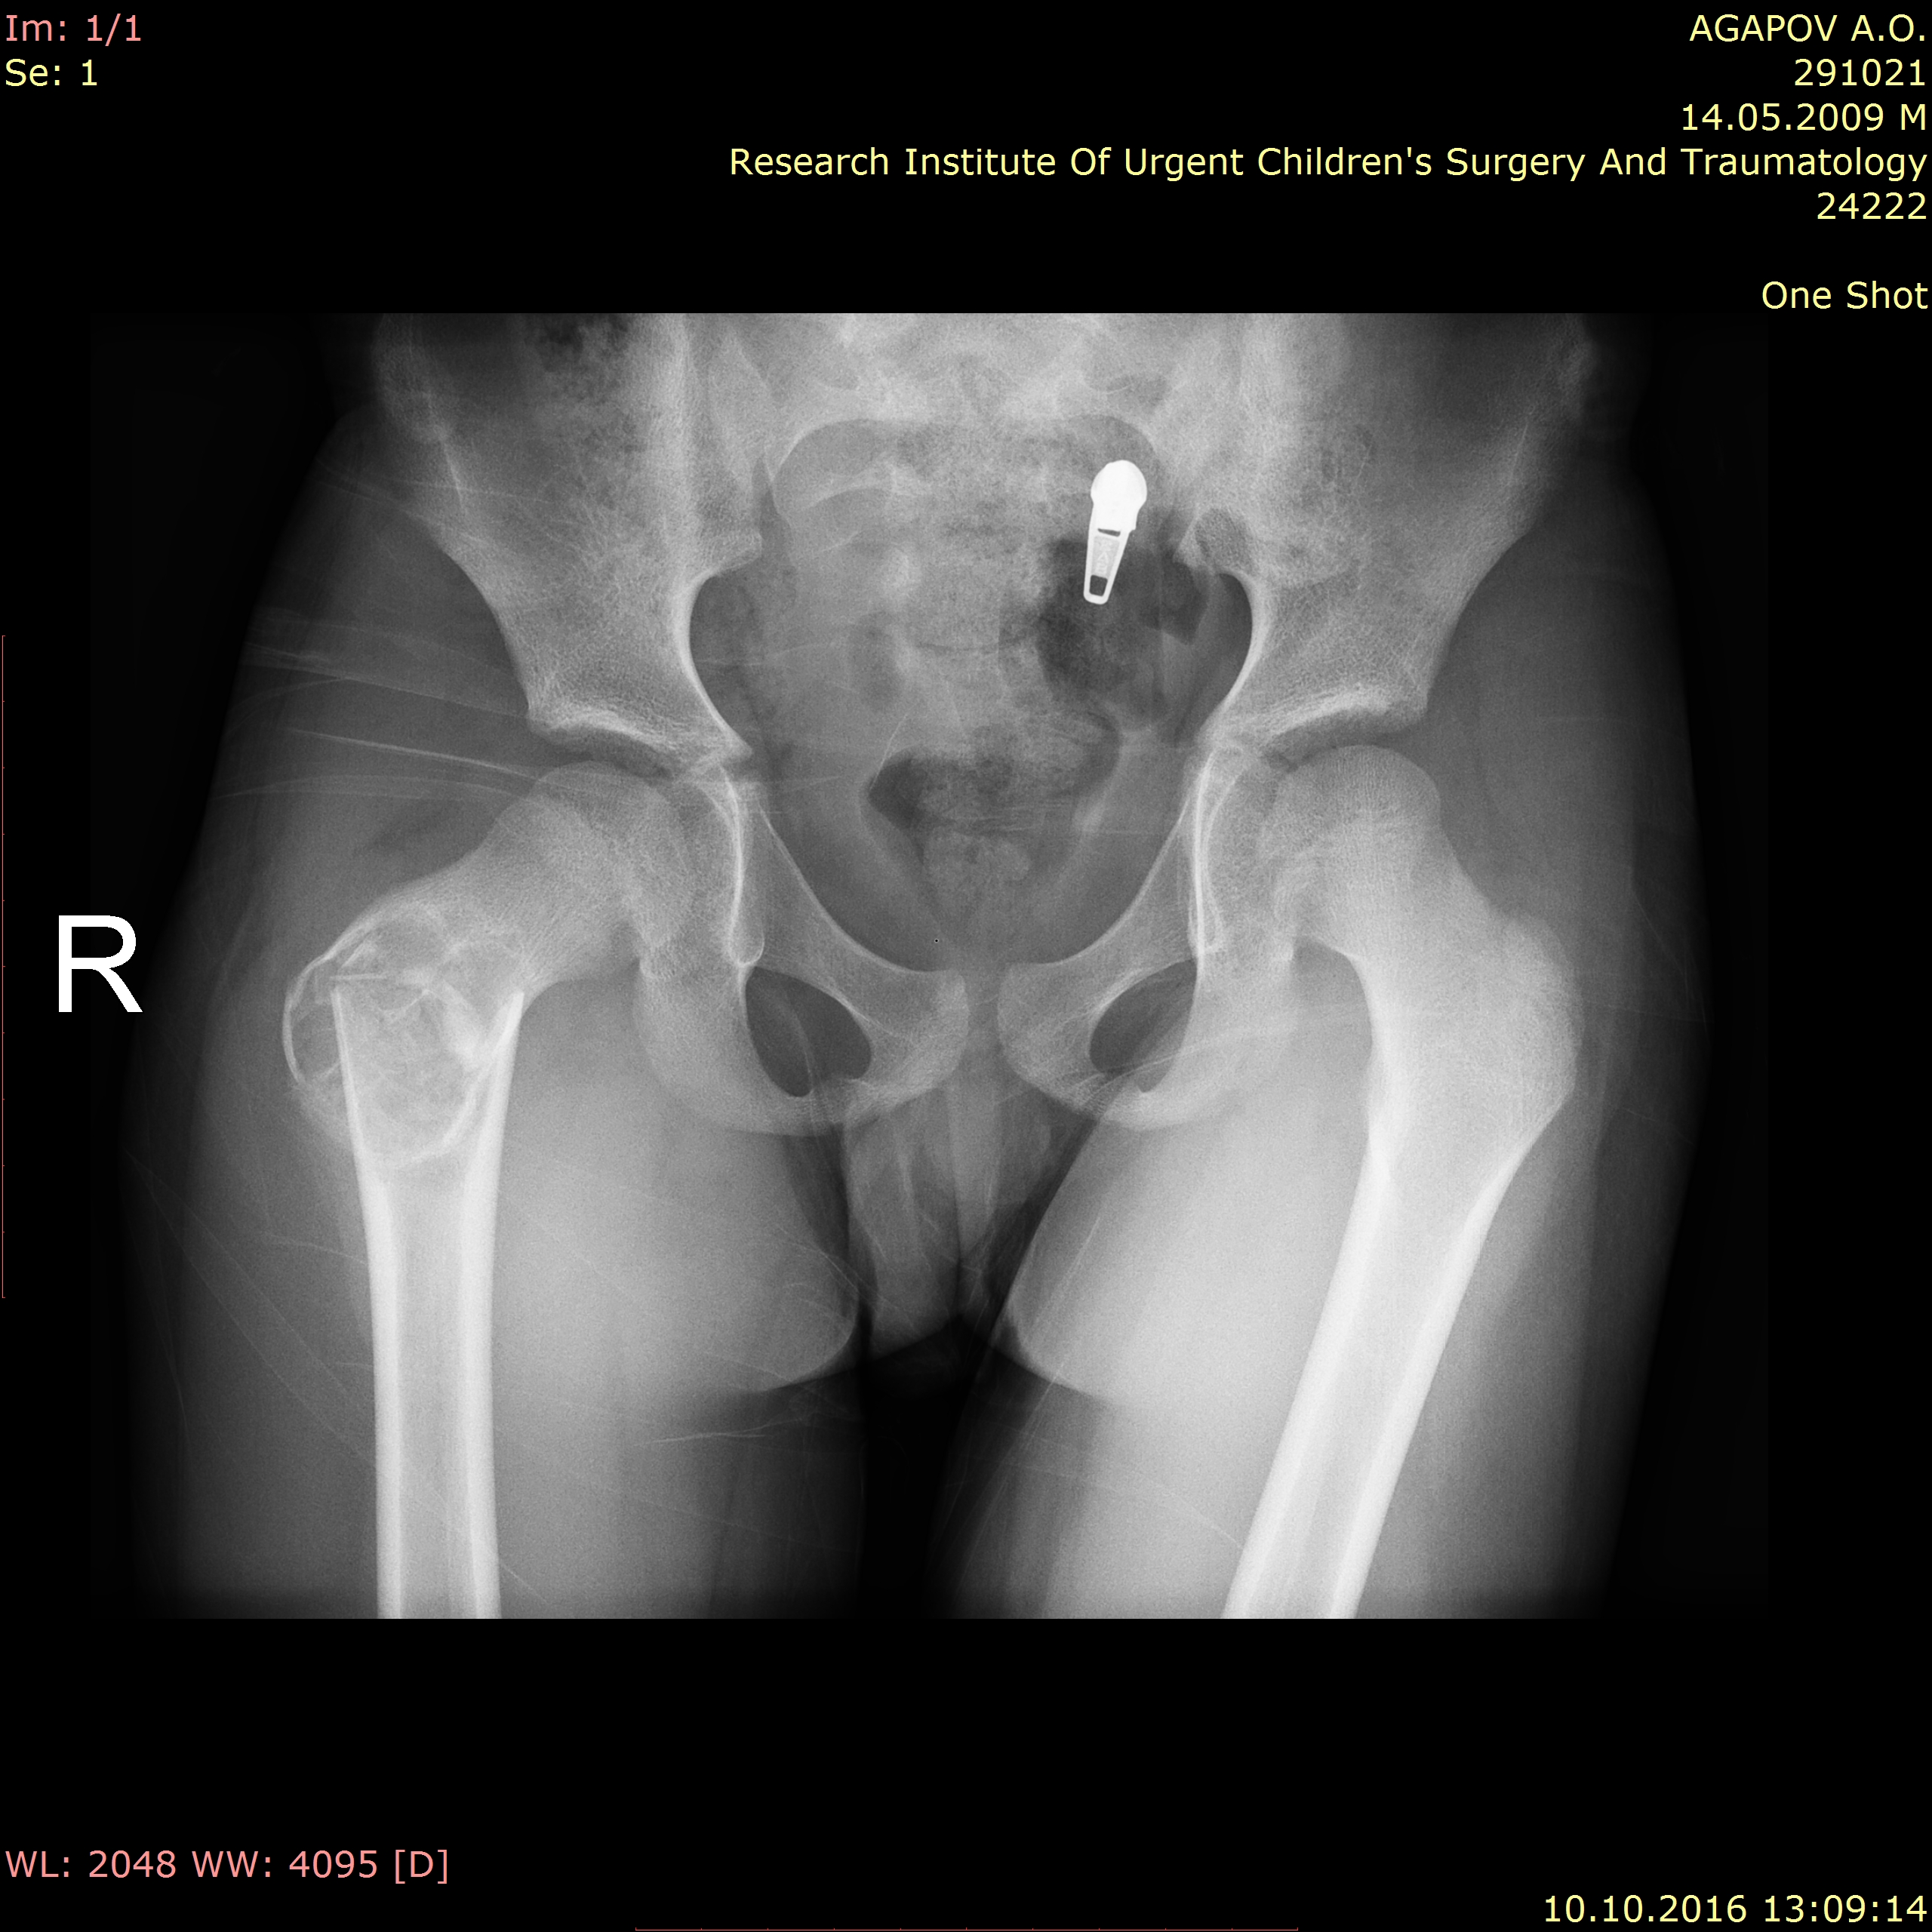 Im: 1/1
Se: 1
AGAPOV A.O.
291021
14.05.2009 M
Research Institute Of Urgent Children's Surgery And Traumatology
24222
One Shot
R
WL: 2048 WW: 4095 [D]
10.10.2016 13:09:14